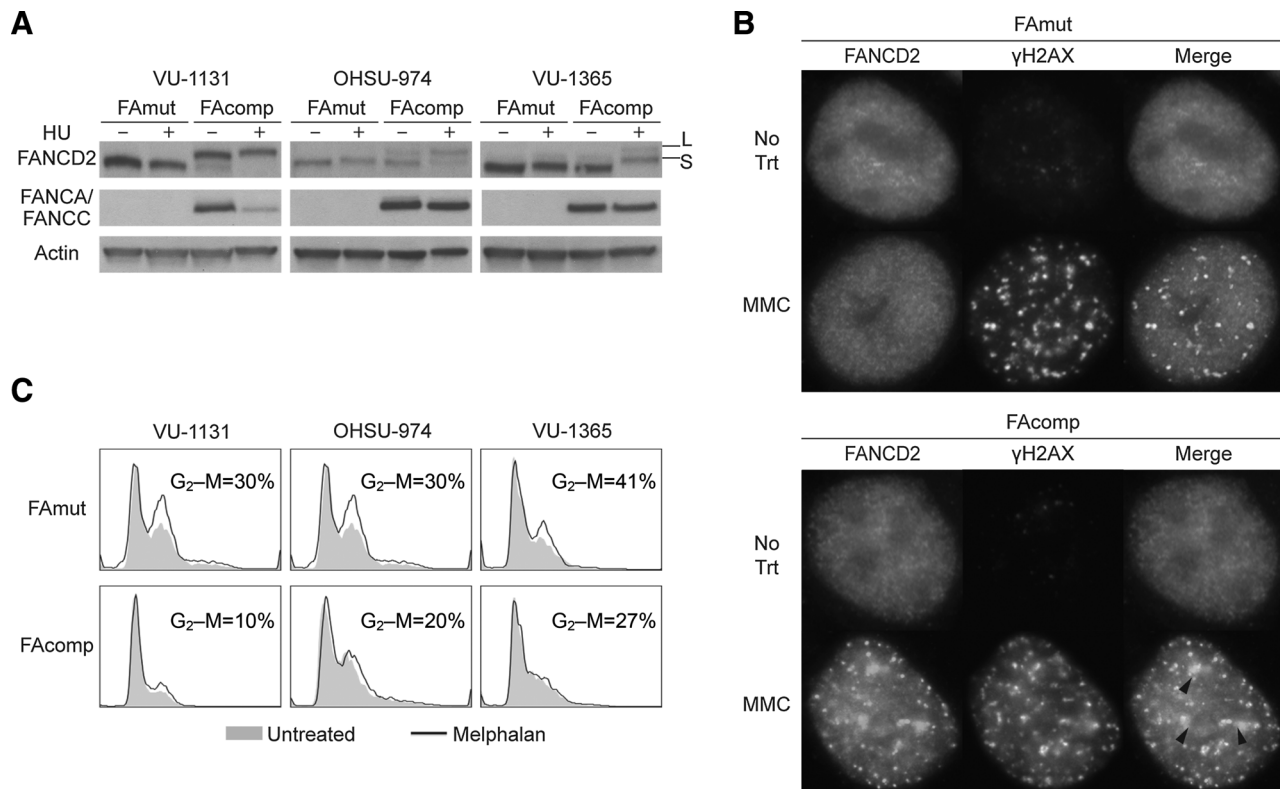 A
VU-1131 OHSU-974 VU-1365
FAmut FAcomp FAmut FAcomp FAmut FAcomp
HU – + – + – + – + – + – +
FANCD2 L
S
FANCA/
FANCC
Actin
B
FAmut
FANCD2 γH2AX Merge
No
Trt
MMC
FAcomp
FANCD2 γH2AX Merge
No
Trt
MMC
C
VU-1131 OHSU-974 VU-1365
FAmut G₂–M=30% G₂–M=30% G₂–M=41%
FAcomp G₂–M=10% G₂–M=20% G₂–M=27%
Untreated Melphalan